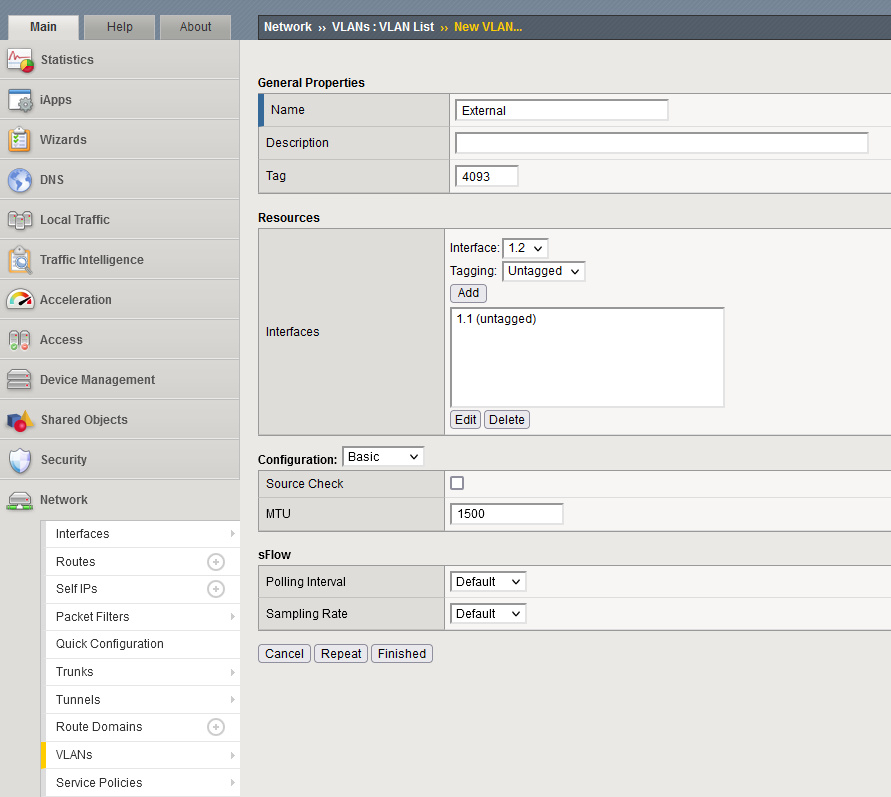 Main Help About
Network ›› VLANs : VLAN List ›› New VLAN...
Statistics
iApps
Wizards
DNS
Local Traffic
Traffic Intelligence
Acceleration
Access
Device Management
Shared Objects
Security
Network
Interfaces
Routes
Self IPs
Packet Filters
Quick Configuration
Trunks
Tunnels
Route Domains
VLANs
Service Policies
General Properties
Name External
Description
Tag 4093
Resources
Interfaces
Interface: 1.2
Tagging: Untagged
Add
1.1 (untagged)
Edit Delete
Configuration: Basic
Source Check
MTU 1500
sFlow
Polling Interval Default
Sampling Rate Default
Cancel Repeat Finished